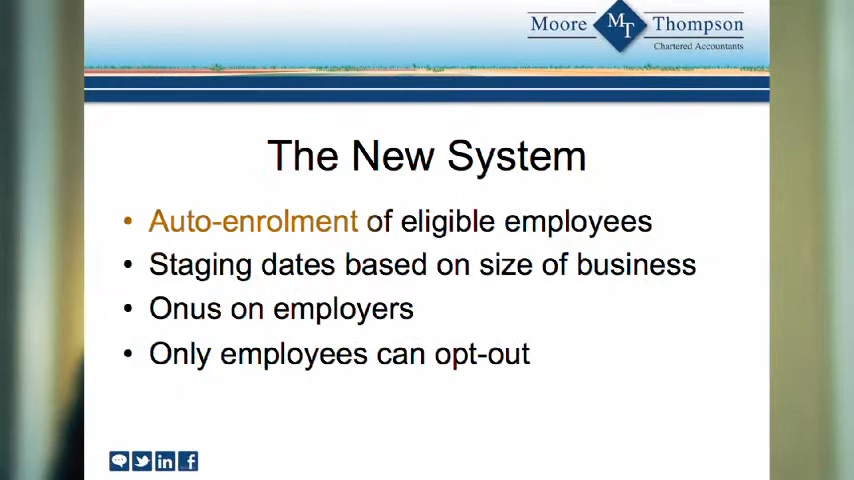 Moore MT Thompson
Chartered Accountants
The New System
• Auto-enrolment of eligible employees
• Staging dates based on size of business
• Onus on employers
• Only employees can opt-out